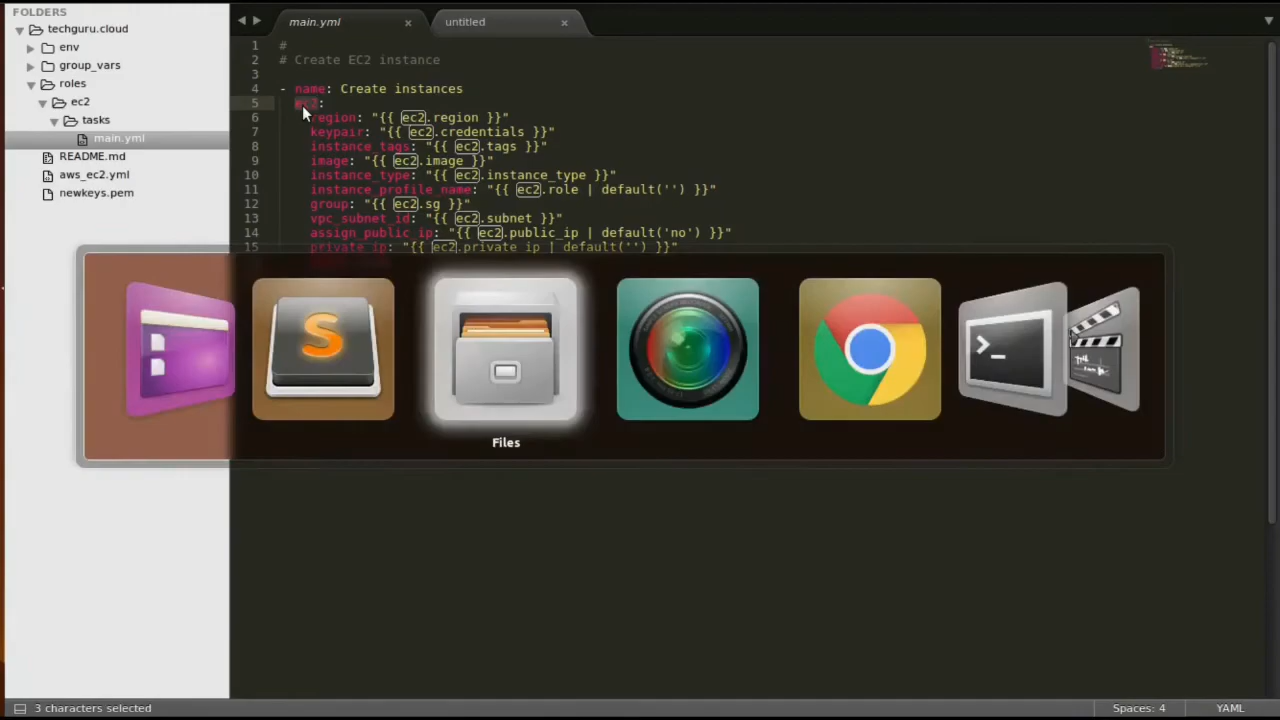 FOLDERS
techguru.cloud
env
group_vars
roles
ec2
tasks
main.yml
README.md
aws_ec2.yml
newkeys.pem
main.yml
untitled
1 #
2 # Create EC2 instance
3
4 - name: Create instances
5 ec2:
6 region: "{{ ec2.region }}"
7 keypair: "{{ ec2.credentials }}"
8 instance_tags: "{{ ec2.tags }}"
9 image: "{{ ec2.image }}"
10 instance_type: "{{ ec2.instance_type }}"
11 instance_profile_name: "{{ ec2.role | default('') }}"
12 group: "{{ ec2.sg }}"
13 vpc_subnet_id: "{{ ec2.subnet }}"
14 assign_public_ip: "{{ ec2.public_ip | default('no') }}"
15 private_ip: "{{ ec2.private_ip | default('') }}"
S
>_
Files
3 characters selected
Spaces: 4
YAML